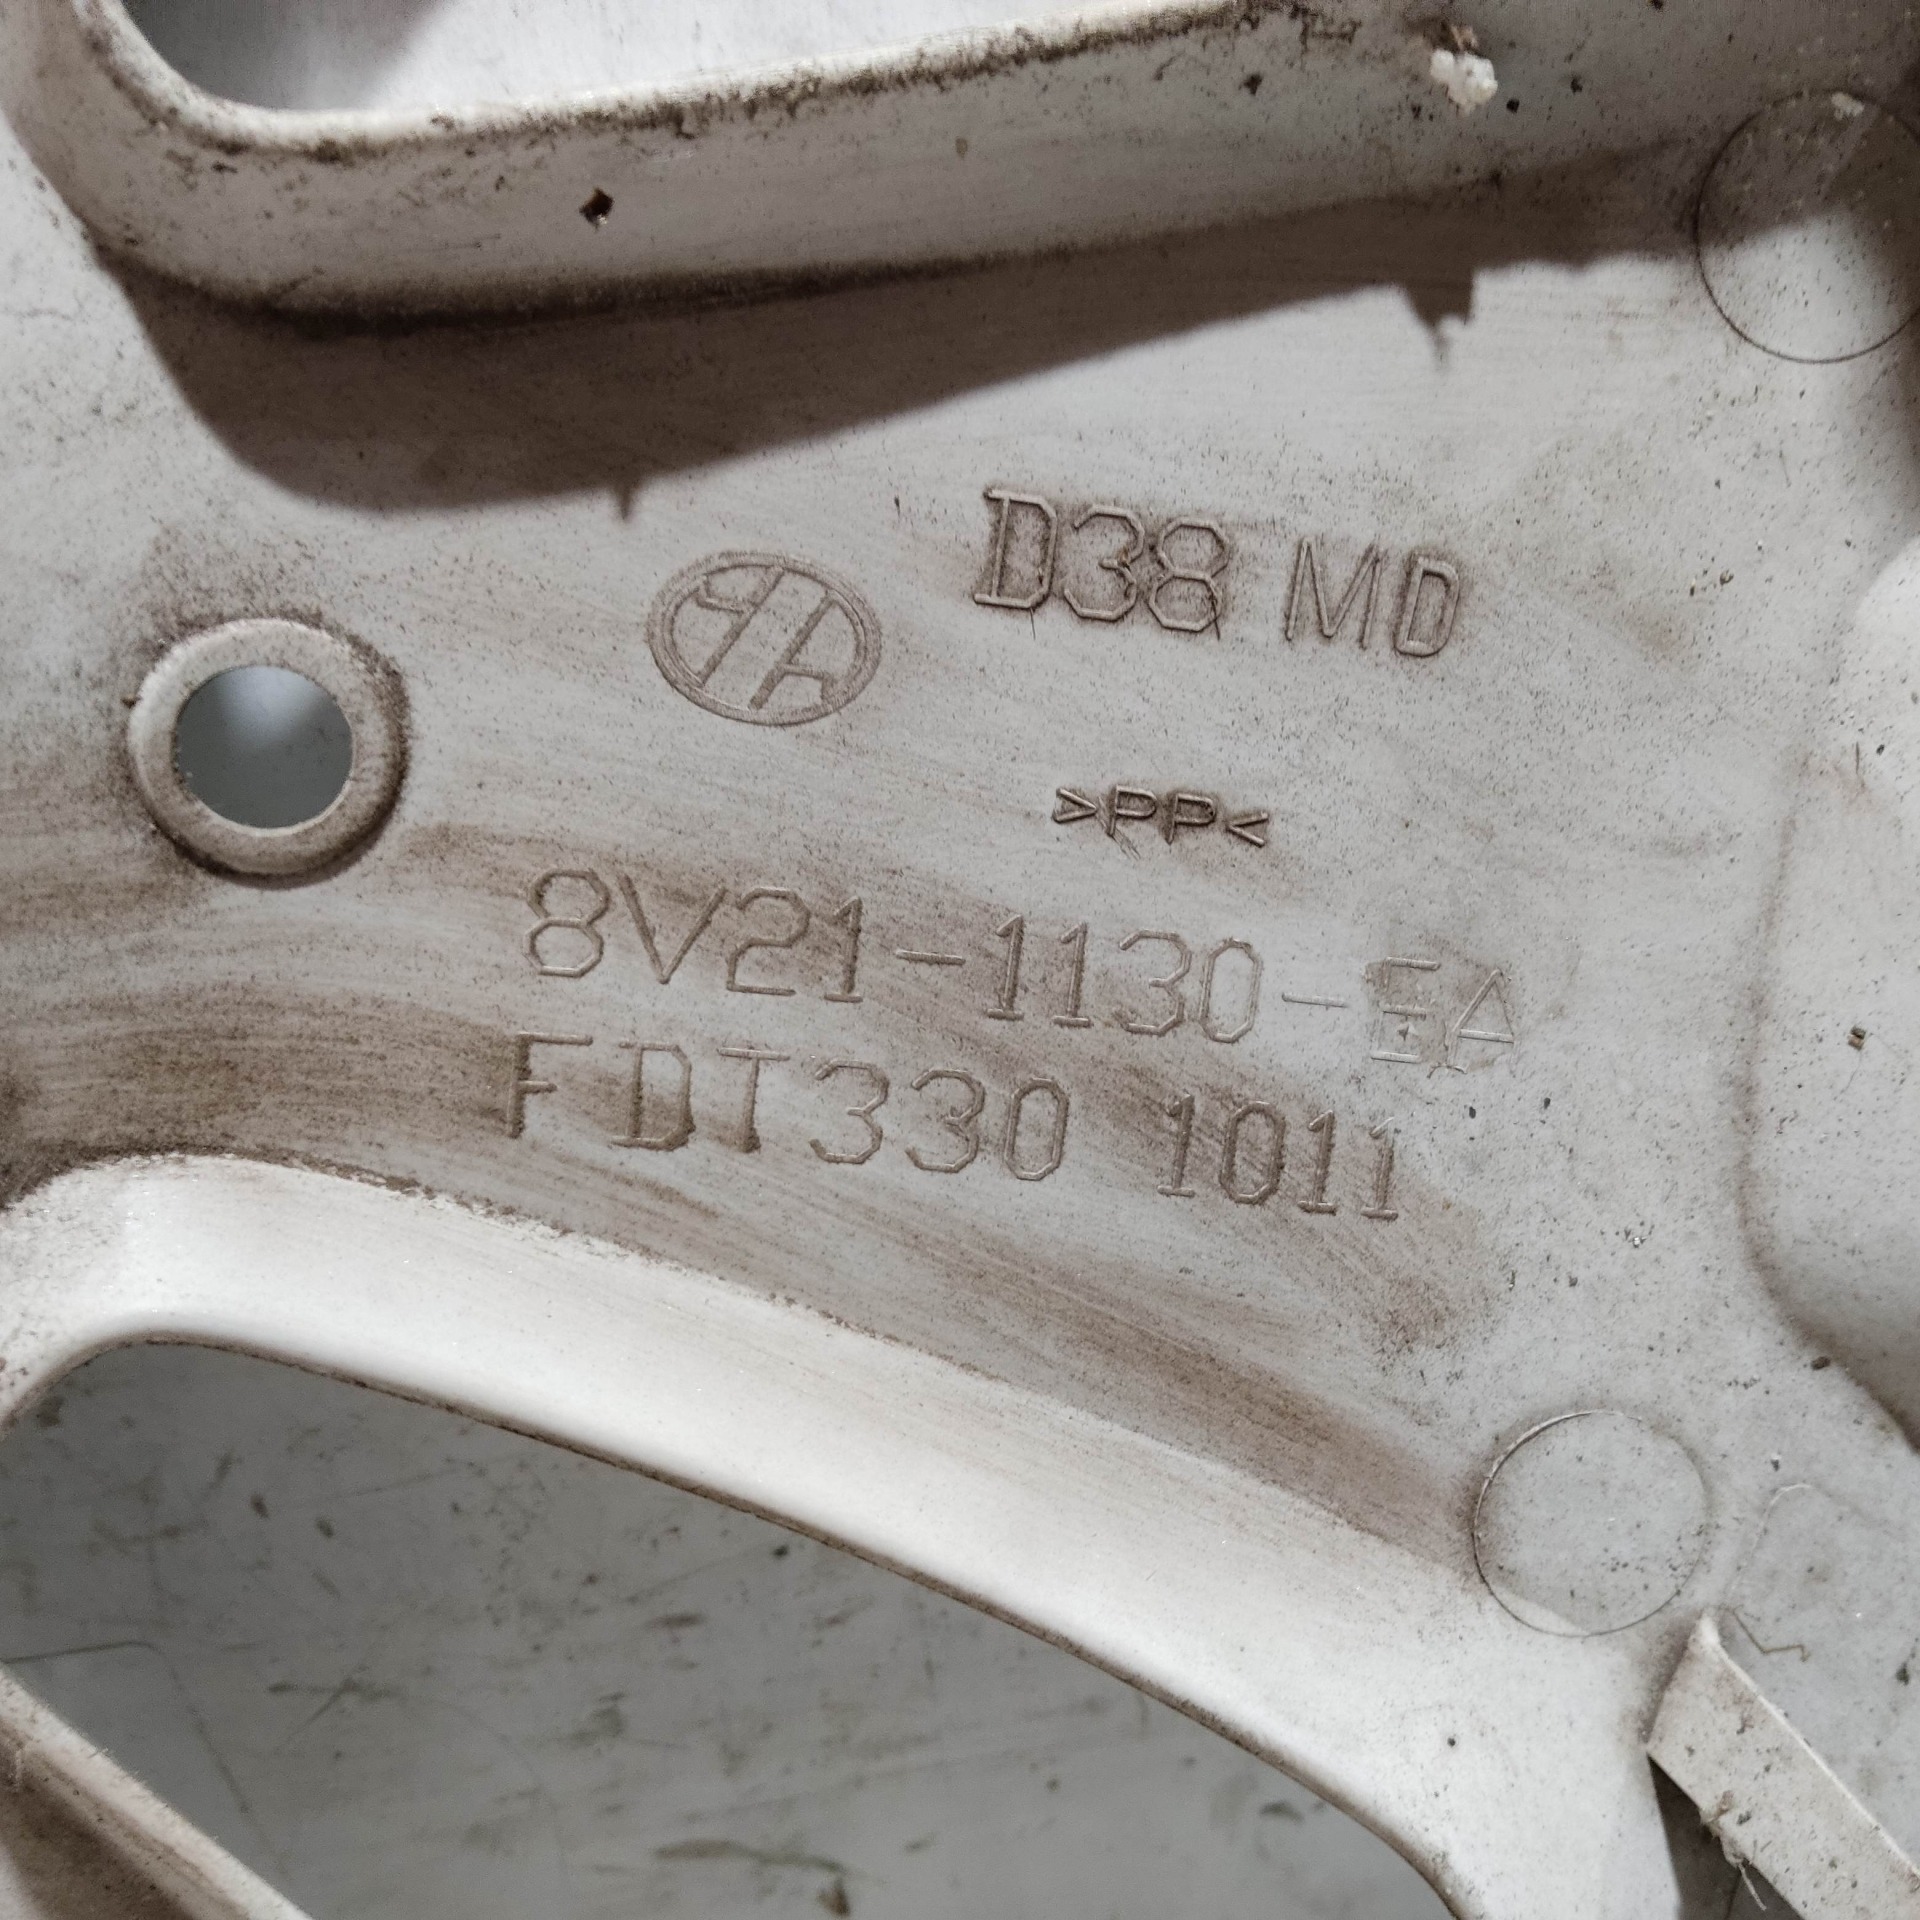 D38 MD
>PP<
8V21-1130-EA
FDT330 1011